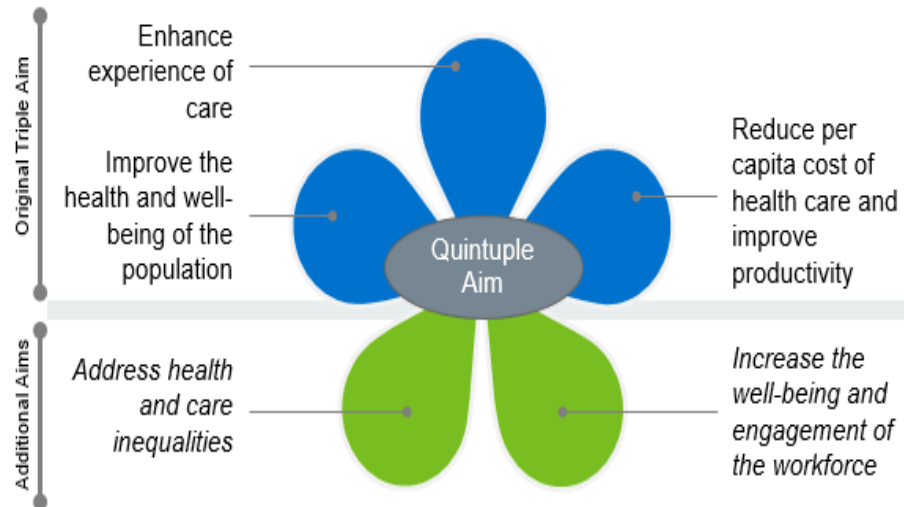 Original Triple Aim
Enhance
experience of
care
Improve the
health and well-
being of the
population
Reduce per
capita cost of
health care and
improve
productivity
Quintuple
Aim
Additional Aims
Address health
and care
inequalities
Increase the
well-being and
engagement of
the workforce